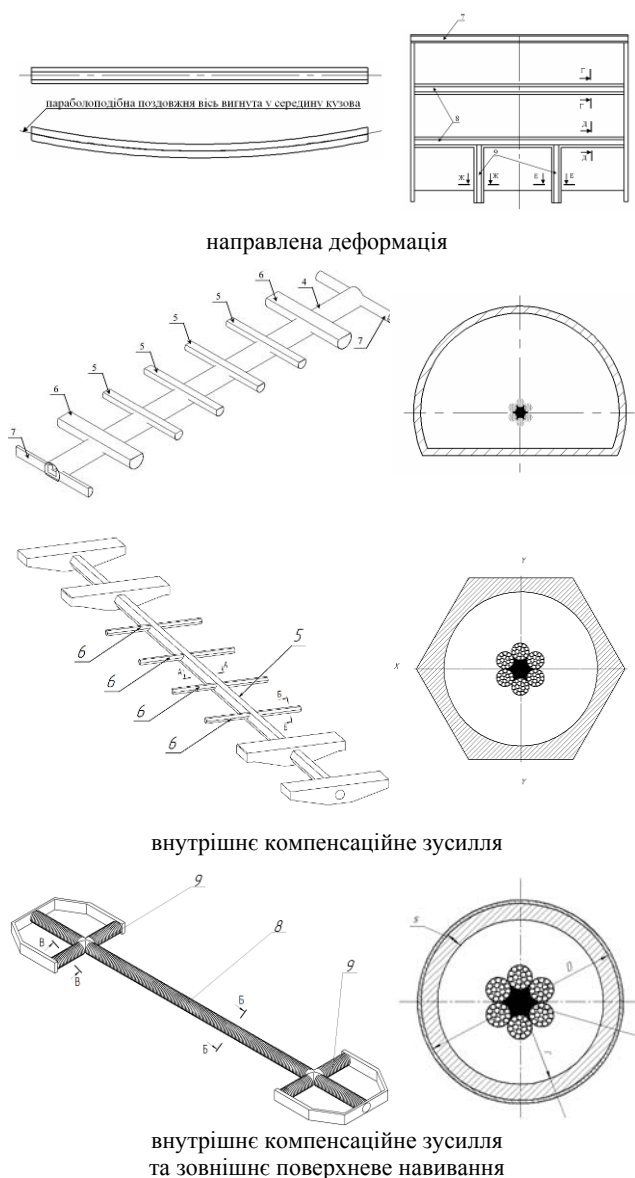 7
Г
Г
8
Д
Д
9
Ж
Ж
Е
Е
параболоподібна поздовжня вісь вигнута у середину кузова
направлена деформація
6
4
5
5
5
5
7
6
7
5
6
6
6
6
А
А
Б
Б
Y
X
Y
внутрішнє компенсаційне зусилля
9
8
В
В
Б
Б
9
s
D
r
внутрішнє компенсаційне зусилля
та зовнішнє поверхневе навивання